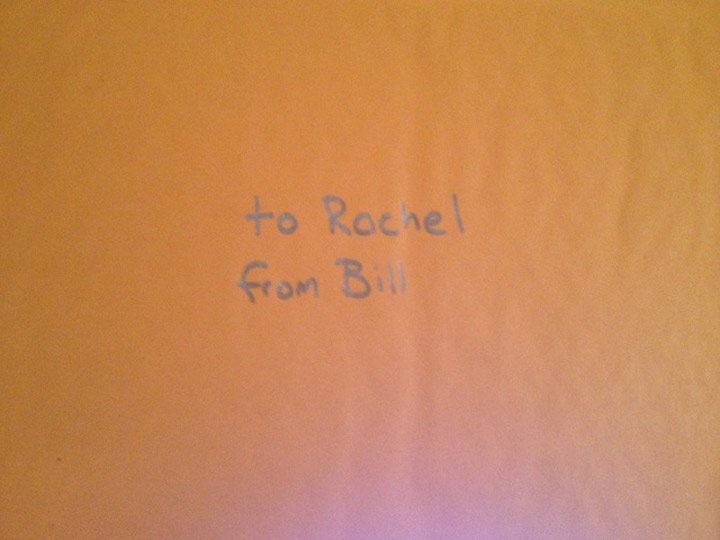 to Rachel
from Bill